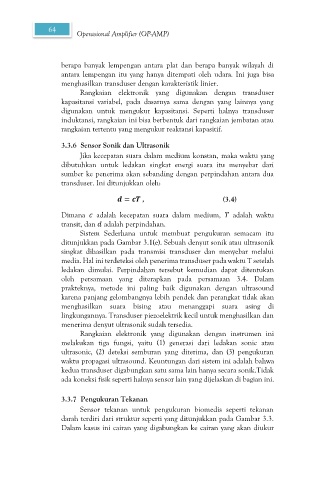 64
Operasional Amplifier (OP-AMP)
berapa banyak lempengan antara plat dan berapa banyak wilayah di
antara lempengan itu yang hanya ditempati oleh udara. Ini juga bisa
menghasilkan transduser dengan karakteristik linier.
Rangkaian elektronik yang digunakan dengan transduser
kapasitansi variabel, pada dasarnya sama dengan yang lainnya yang
digunakan untuk mengukur kapasitansi. Seperti halnya transduser
induktansi, rangkaian ini bisa berbentuk dari rangkaian jembatan atau
rangkaian tertentu yang mengukur reaktansi kapasitif.
3.3.6 Sensor Sonik dan Ultrasonik
Jika kecepatan suara dalam medium konstan, maka waktu yang
dibutuhkan untuk ledakan singkat energi suara itu menyebar dari
sumber ke penerima akan sebanding dengan perpindahan antara dua
transduser. Ini ditunjukkan oleh:
d = cT , (3.4)
Dimana c adalah kecepatan suara dalam medium, T adalah waktu
transit, dan d adalah perpindahan.
Sistem Sederhana untuk membuat pengukuran semacam itu
ditunjukkan pada Gambar 3.1(e). Sebuah denyut sonik atau ultrasonik
singkat dihasilkan pada transmisi transduser dan menyebar melalui
media. Hal ini terdeteksi oleh penerima transduser pada waktu T setelah
ledakan dimulai. Perpindahan tersebut kemudian dapat ditentukan
oleh persamaan yang diterapkan pada persamaan 3.4. Dalam
prakteknya, metode ini paling baik digunakan dengan ultrasound
karena panjang gelombangnya lebih pendek dan perangkat tidak akan
menghasilkan suara bising atau menanggapi suara asing di
lingkungannya. Transduser piezoelektrik kecil untuk menghasilkan dan
menerima denyut ultrasonik sudah tersedia.
Rangkaian elektronik yang digunakan dengan instrumen ini
melakukan tiga fungsi, yaitu (1) generasi dari ledakan sonic atau
ultrasonic, (2) deteksi semburan yang diterima, dan (3) pengukuran
waktu propagasi ultrasound. Keuntungan dari sistem ini adalah bahwa
kedua transduser digabungkan satu sama lain hanya secara sonik.Tidak
ada koneksi fisik seperti halnya sensor lain yang dijelaskan di bagian ini.
3.3.7 Pengukuran Tekanan
Sensor tekanan untuk pengukuran biomedis seperti tekanan
darah terdiri dari struktur seperti yang ditunjukkan pada Gambar 3.3.
Dalam kasus ini cairan yang digabungkan ke cairan yang akan diukur